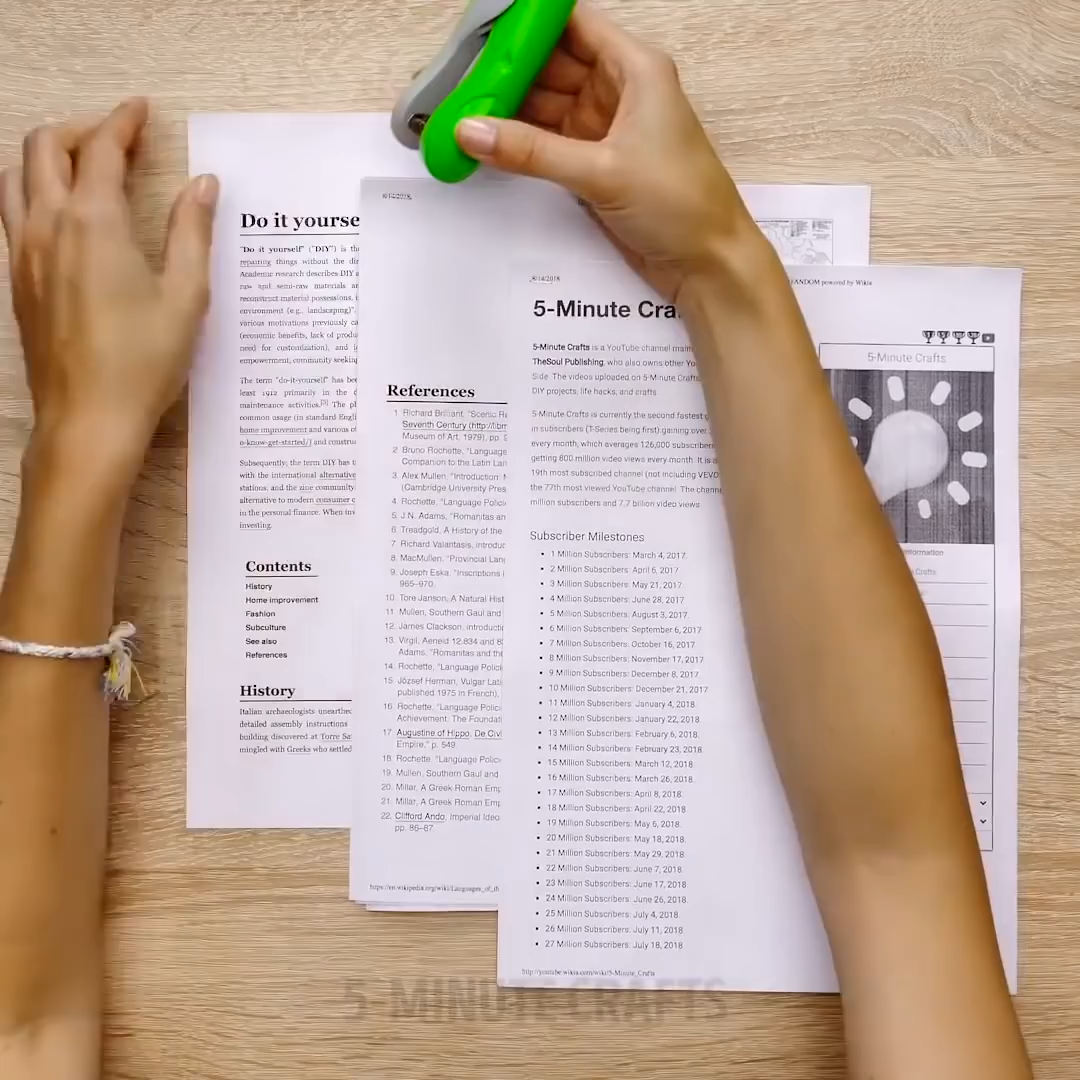 Do it yourse
"Do it yourself" ("DIY") is the
repairing things without the dir
Academic research describes DIY a
raw and semi-raw materials an
reconstruct material possessions, i
environment (e.g., landscaping)".
various motivations previously ca
(economic benefits, lack of produ
need for customization), and i
empowerment, community seeking
The term "do-it-yourself" has bee
least 1912 primarily in the
maintenance activities.[3] The ph
common usage (in standard Engli
home improvement and various ot
o-know-get-started/) and construc
Subsequently, the term DIY has t
with the international alternative
stations, and the zine community
alternative to modern consumer c
in the personal finance. When inv
investing.
Contents
History
Home improvement
Fashion
Subculture
See also
References
History
Italian archaeologists unearthed
detailed assembly instructions
building discovered at Torre Sa
mingled with Greeks who settled
8/14/2018
References
1 Richard Brilliant, "Scenic Re
Seventh Century (http://libm
Museum of Art, 1979), pp.
2 Bruno Rochette, "Language
Companion to the Latin Lan
3 Alex Mullen, "Introduction: M
(Cambridge University Pres
4. Rochette, "Language Polici
5. J.N. Adams, "Romanitas an
6. Treadgold, A History of the
7. Richard Valantasis, introduc
8. MacMullen, "Provincial Lang
9. Joseph Eska, "Inscriptions i
965–970.
10. Tore Janson, A Natural Hist
11. Mullen, Southern Gaul and
12. James Clackson, introducti
13. Virgil, Aeneid 12.834 and 83
Adams, "Romanitas and the
14. Rochette, "Language Polici
15. József Herman, Vulgar Lati
published 1975 in French),
16. Rochette, "Language Polici
Achievement: The Foundati
17. Augustine of Hippo, De Civi
Empire," p. 549
18. Rochette, "Language Polic
19. Mullen, Southern Gaul and
20. Millar, A Greek Roman Emp
21. Millar, A Greek Roman Emp
22. Clifford Ando, Imperial Ideo
pp. 86–87.
https://en.wikipedia.org/wiki/Languages_of_th
8/14/2018
FANDOM powered by Wikia
5-Minute Cra
5-Minute Crafts is a YouTube channel main
TheSoul Publishing, who also owns other Yo
Side. The videos uploaded on 5-Minute Crafts
DIY projects, life hacks, and crafts.
5-Minute Crafts is currently the second fastest g
in subscribers (T-Series being first) gaining over
every month, which averages 126,000 subscribers
getting 800 million video views every month. It is a
19th most subscribed channel (not including VEVO
the 77th most viewed YouTube channel. The channe
million subscribers and 7.7 billion video views
Subscriber Milestones
• 1 Million Subscribers: March 4, 2017.
• 2 Million Subscribers: April 6, 2017
• 3 Million Subscribers: May 21, 2017.
• 4 Million Subscribers: June 28, 2017.
• 5 Million Subscribers: August 3, 2017.
• 6 Million Subscribers: September 6, 2017
• 7 Million Subscribers: October 16, 2017
• 8 Million Subscribers: November 17, 2017
• 9 Million Subscribers: December 8, 2017.
• 10 Million Subscribers: December 21, 2017
• 11 Million Subscribers: January 4, 2018.
• 12 Million Subscribers: January 22, 2018
• 13 Million Subscribers: February 6, 2018.
• 14 Million Subscribers: February 23, 2018.
• 15 Million Subscribers: March 12, 2018.
• 16 Million Subscribers: March 26, 2018.
• 17 Million Subscribers: April 8, 2018.
• 18 Million Subscribers: April 22, 2018
• 19 Million Subscribers: May 6, 2018.
• 20 Million Subscribers: May 18, 2018.
• 21 Million Subscribers: May 29, 2018
• 22 Million Subscribers: June 7, 2018.
• 23 Million Subscribers: June 17, 2018
• 24 Million Subscribers: June 26, 2018.
• 25 Million Subscribers: July 4, 2018.
• 26 Million Subscribers: July 11, 2018
• 27 Million Subscribers: July 18, 2018
http://youtube.wikia.com/wiki/5-Minute_Crafts
5-Minute Crafts
formation
Crafts
5-MINUTE CRAFTS